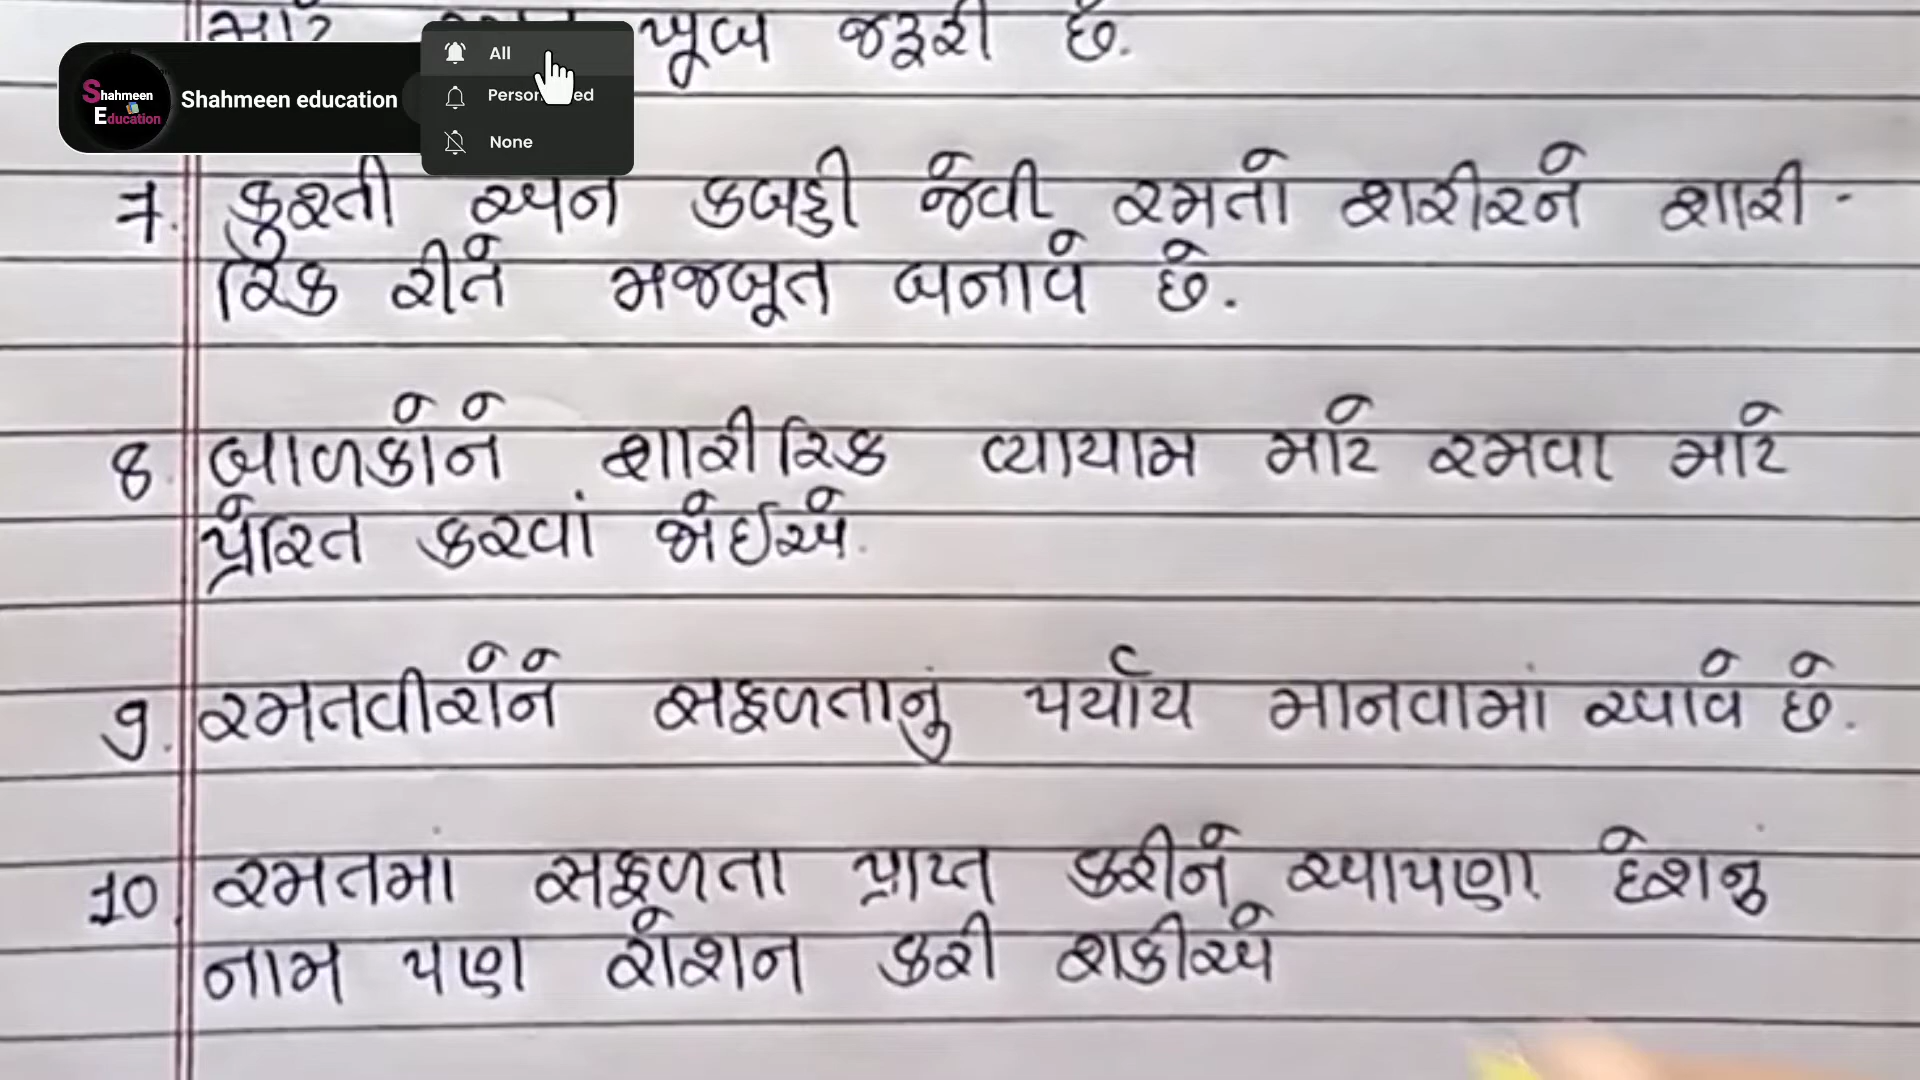 માટે ખૂબ જરૂરી છે.
All
Shahmeen Education
Shahmeen education
None
7. કુશ્તી અન કબડ્ડી જેવી રમતો શરીરને શારી-
રિક રીતે મજબૂત બનાવે છે.
8. બાળકોને શારીરિક વ્યાયામ માટે રમવા માટે
પ્રેરિત કરવાં જોઈએ.
9. રમતવીરોને સફળતાનું પર્યાય માનવામાં આવે છે.
10. રમતમાં સફળતા પ્રાપ્ત કરીને આપણા દેશનું
નામ પણ રોશન કરી શકીએ